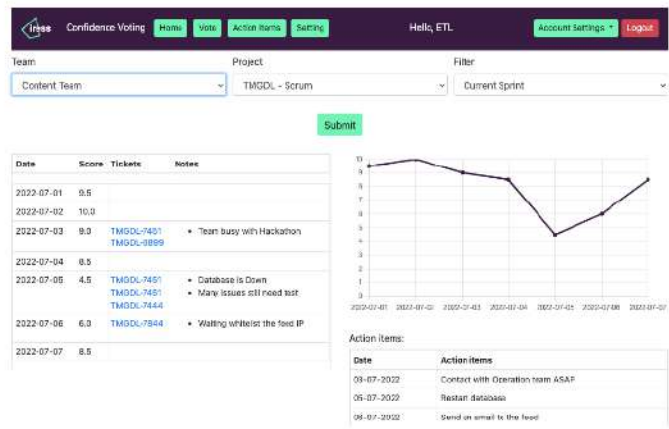 iress Confidence Voting Home Vote Action Items Setting Hello, ETL Account Settings Logout
Team Project Filter
Content Team TMGDL - Scrum Current Sprint
Submit
Date Score Tickets Notes
2022-07-01 9.5
2022-07-02 10.0
2022-07-03 9.0 TMGDL-7461 • Team busy with Hackathon
TMGDL-6899
2022-07-04 8.5
2022-07-05 4.5 TMGDL-7451 • Database is Down
TMGDL-7451 • Many issues still need test
TMGDL-7444
2022-07-06 6.0 TMGDL-7844 • Waiting whitelist the feed IP
2022-07-07 8.5
10
9
8
7
6
5
4
3
2
1
0
2022-07-01 2022-07-02 2022-07-03 2022-07-04 2022-07-05 2022-07-06 2022-07-07
Action items:
Date Action items
03-07-2022 Contact with Operation team ASAP
05-07-2022 Restart database
06-07-2022 Send an email to the feed